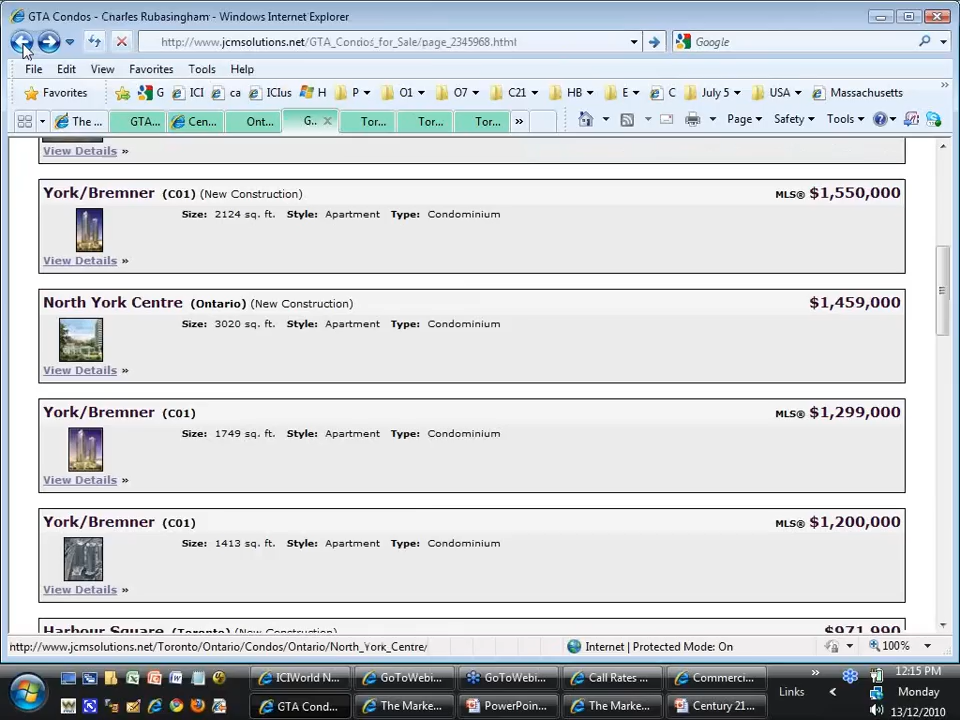 GTA Condos - Charles Rubasingham - Windows Internet Explorer
http://www.jcmsolutions.net/GTA_Condos_for_Sale/page_2345968.html
Google
File Edit View Favorites Tools Help
Favorites G ICI ca ICIus H P O1 O7 C21 HB E C July 5 USA Massachusetts »
The ... GTA... Cen... Ont... G.. x Tor... Tor... Tor... » Page Safety Tools
View Details »
York/Bremner (C01) (New Construction) MLS® $1,550,000
Size: 2124 sq. ft. Style: Apartment Type: Condominium
View Details »
North York Centre (Ontario) (New Construction) $1,459,000
Size: 3020 sq. ft. Style: Apartment Type: Condominium
View Details »
York/Bremner (C01) MLS® $1,299,000
Size: 1749 sq. ft. Style: Apartment Type: Condominium
View Details »
York/Bremner (C01) MLS® $1,200,000
Size: 1413 sq. ft. Style: Apartment Type: Condominium
View Details »
Harbour Square (Toronto) (New Construction) $971,990
http://www.jcmsolutions.net/Toronto/Ontario/Condos/Ontario/North_York_Centre/ Internet | Protected Mode: On 100%
ICIWorld N... GoToWebi... GoToWebi... Call Rates ... Commerci... » 12:15 PM
Links Monday
GTA Cond... The Marke... PowerPoin... The Marke... Century 21... 13/12/2010